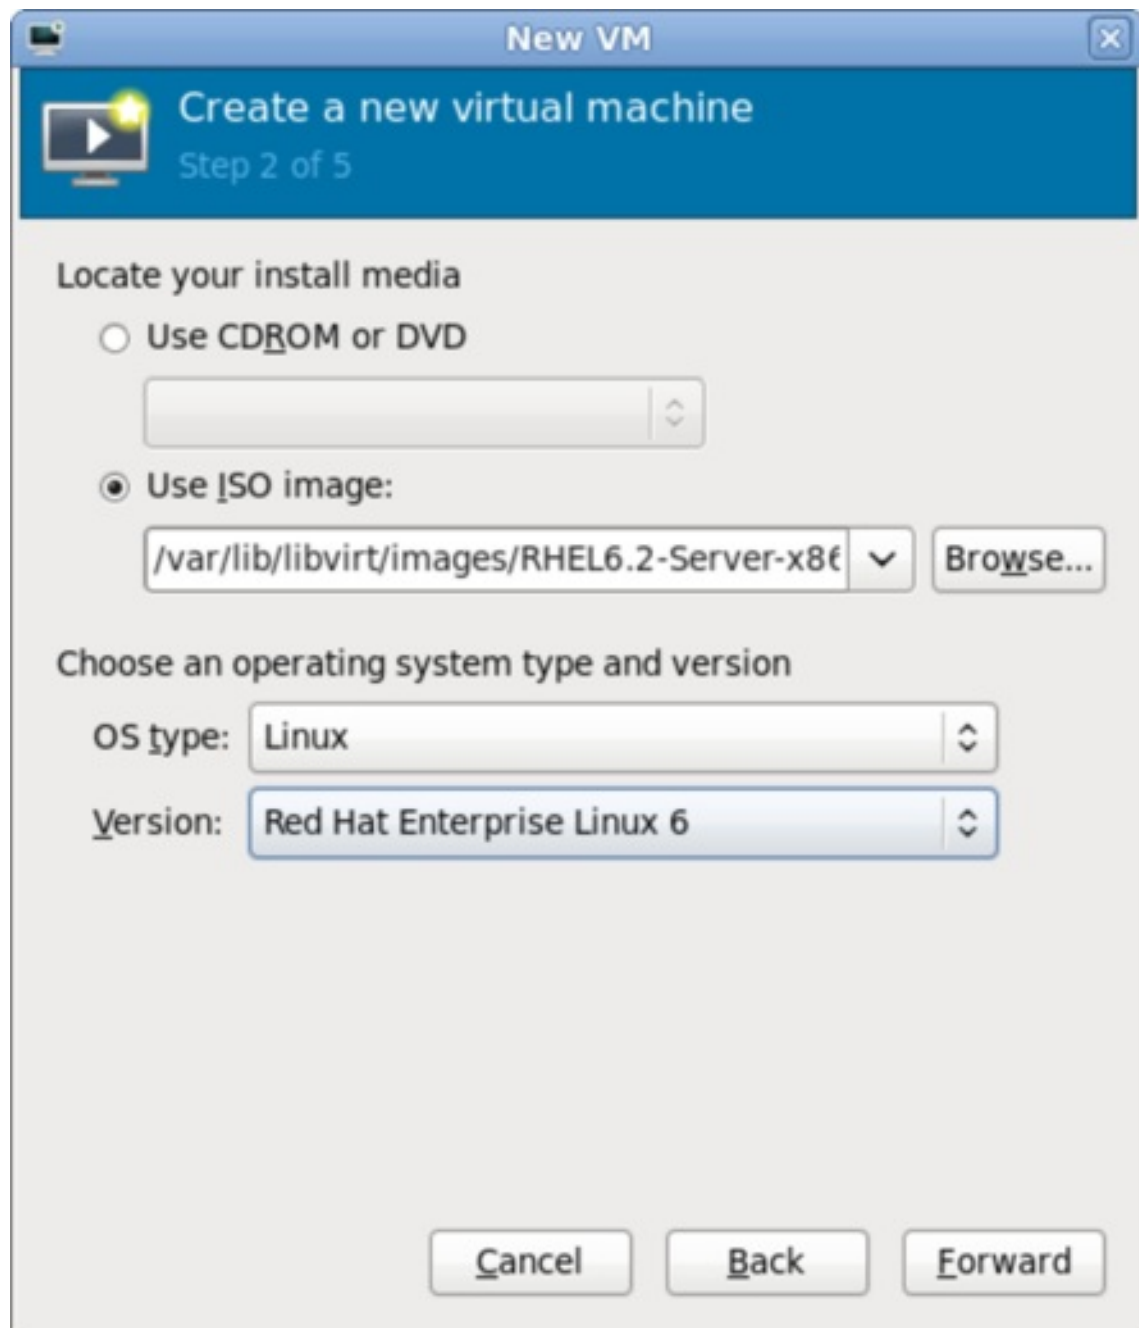 New VM
Create a new virtual machine
Step 2 of 5
Locate your install media
Use CDROM or DVD
Use ISO image:
/var/lib/libvirt/images/RHEL6.2-Server-x86
Browse...
Choose an operating system type and version
OS type: Linux
Version: Red Hat Enterprise Linux 6
Cancel Back Forward